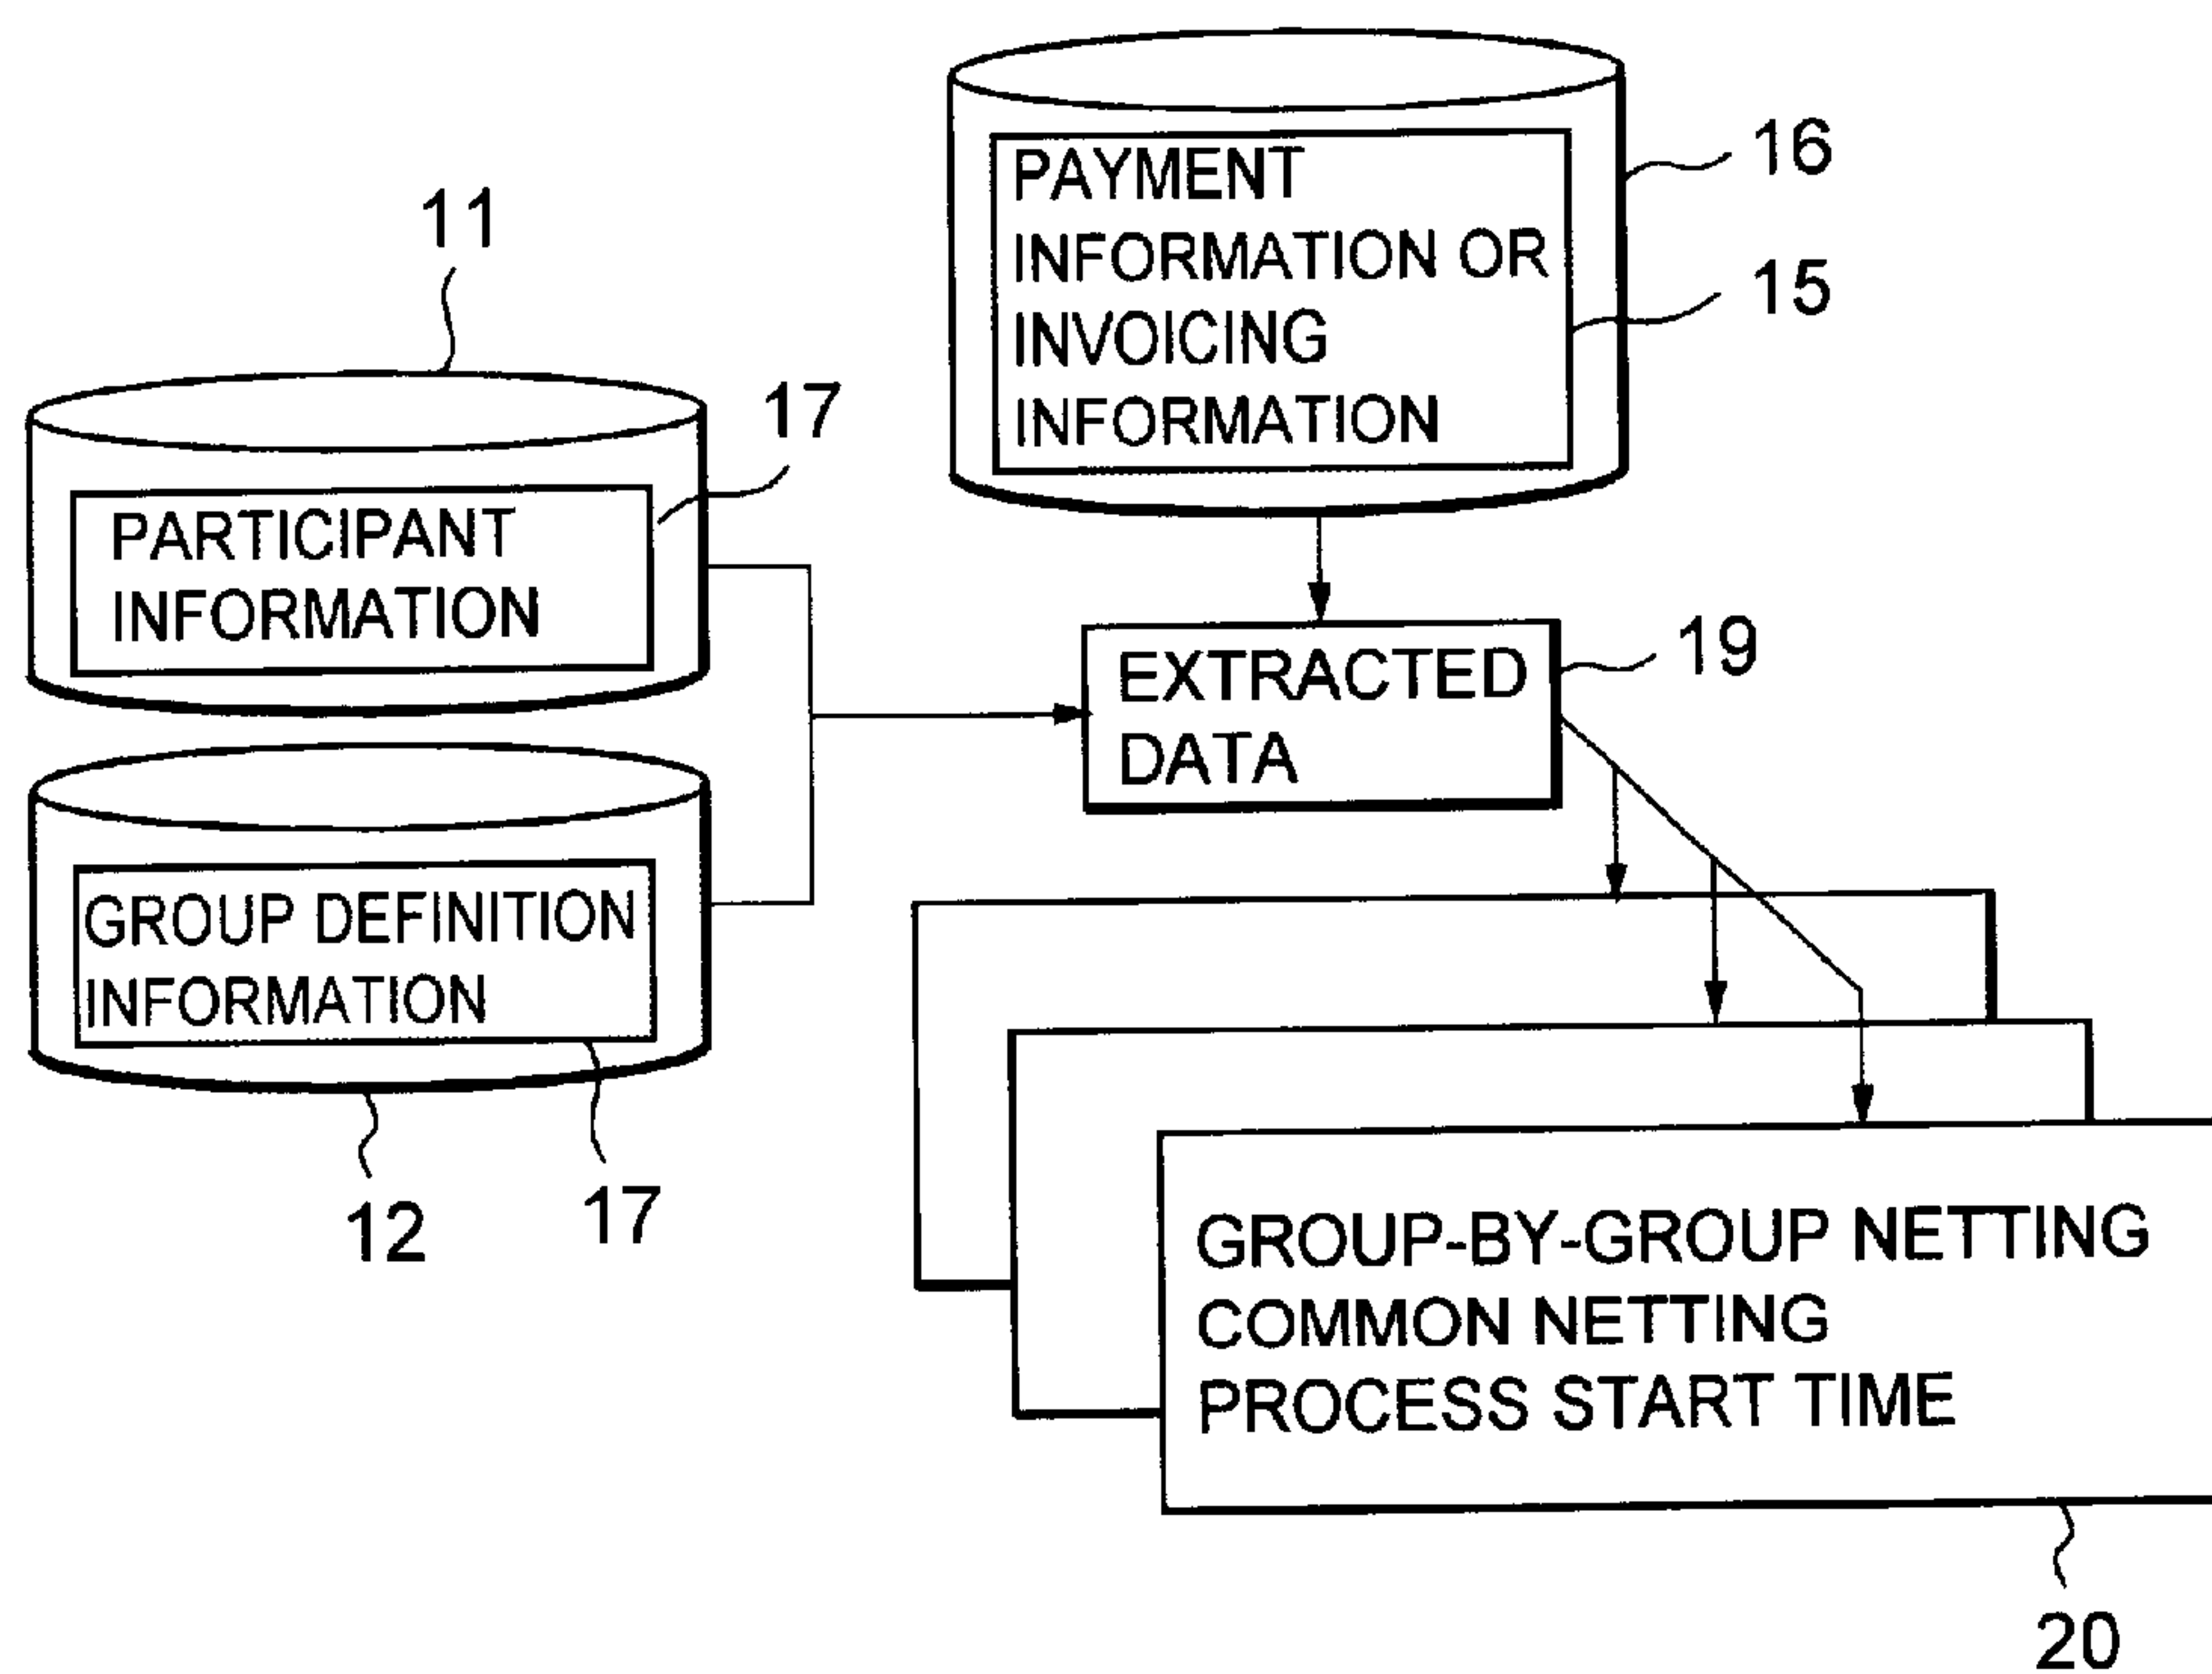 16
PAYMENT
INFORMATION OR
INVOICING
INFORMATION
15
11
17
PARTICIPANT
INFORMATION
19
EXTRACTED
DATA
GROUP DEFINITION
INFORMATION
12
17
GROUP-BY-GROUP NETTING
COMMON NETTING
PROCESS START TIME
20